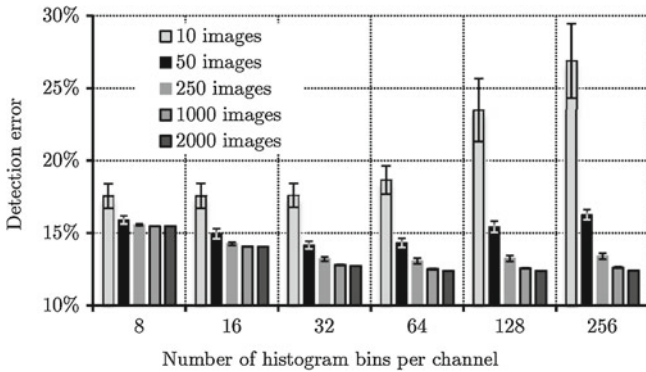 30%
25%
20%
15%
10%
Detection error
10 images
50 images
250 images
1000 images
2000 images
8 16 32 64 128 256
Number of histogram bins per channel